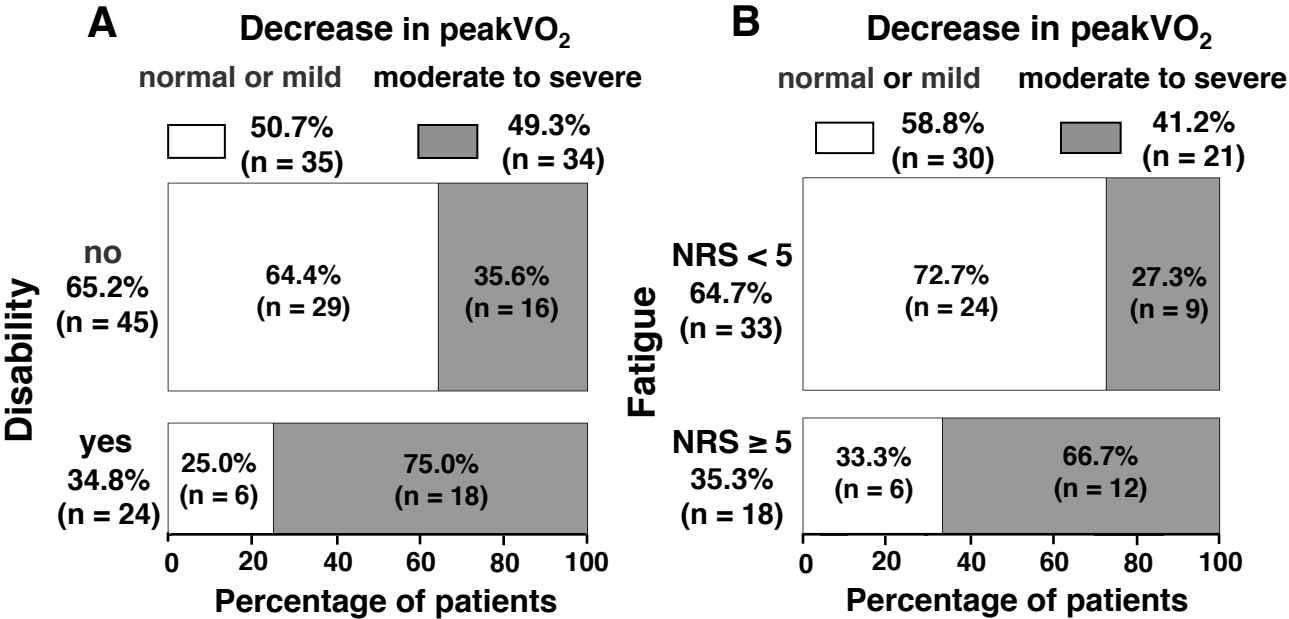 A
Decrease in peakVO₂
normal or mild
moderate to severe
50.7%
(n = 35)
49.3%
(n = 34)
Disability
no
65.2%
(n = 45)
64.4%
(n = 29)
35.6%
(n = 16)
yes
34.8%
(n = 24)
25.0%
(n = 6)
75.0%
(n = 18)
0 20 40 60 80 100
Percentage of patients
B
Decrease in peakVO₂
normal or mild
moderate to severe
58.8%
(n = 30)
41.2%
(n = 21)
Fatigue
NRS < 5
64.7%
(n = 33)
72.7%
(n = 24)
27.3%
(n = 9)
NRS ≥ 5
35.3%
(n = 18)
33.3%
(n = 6)
66.7%
(n = 12)
0 20 40 60 80 100
Percentage of patients